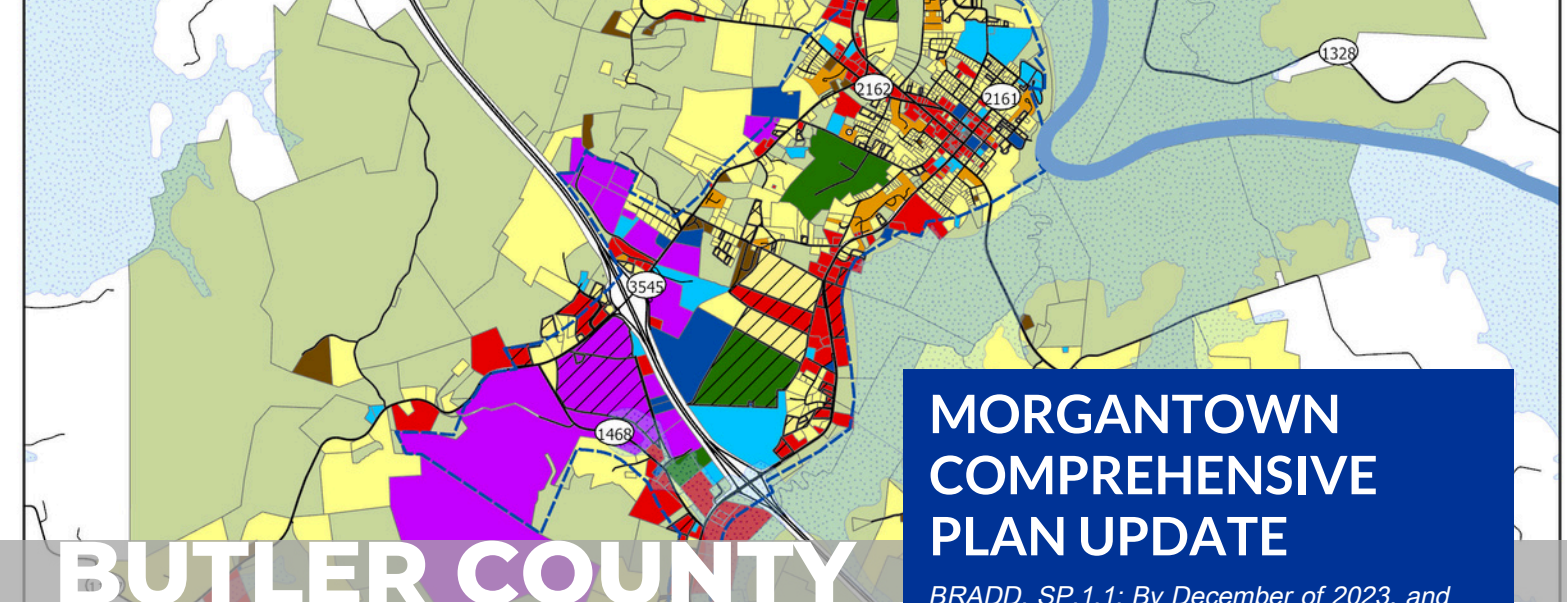 1328
2162
2161
3545
1468
MORGANTOWN
COMPREHENSIVE
PLAN UPDATE
BRADD. SP.1.1: By December of 2023, and
BUTLER COUNTY